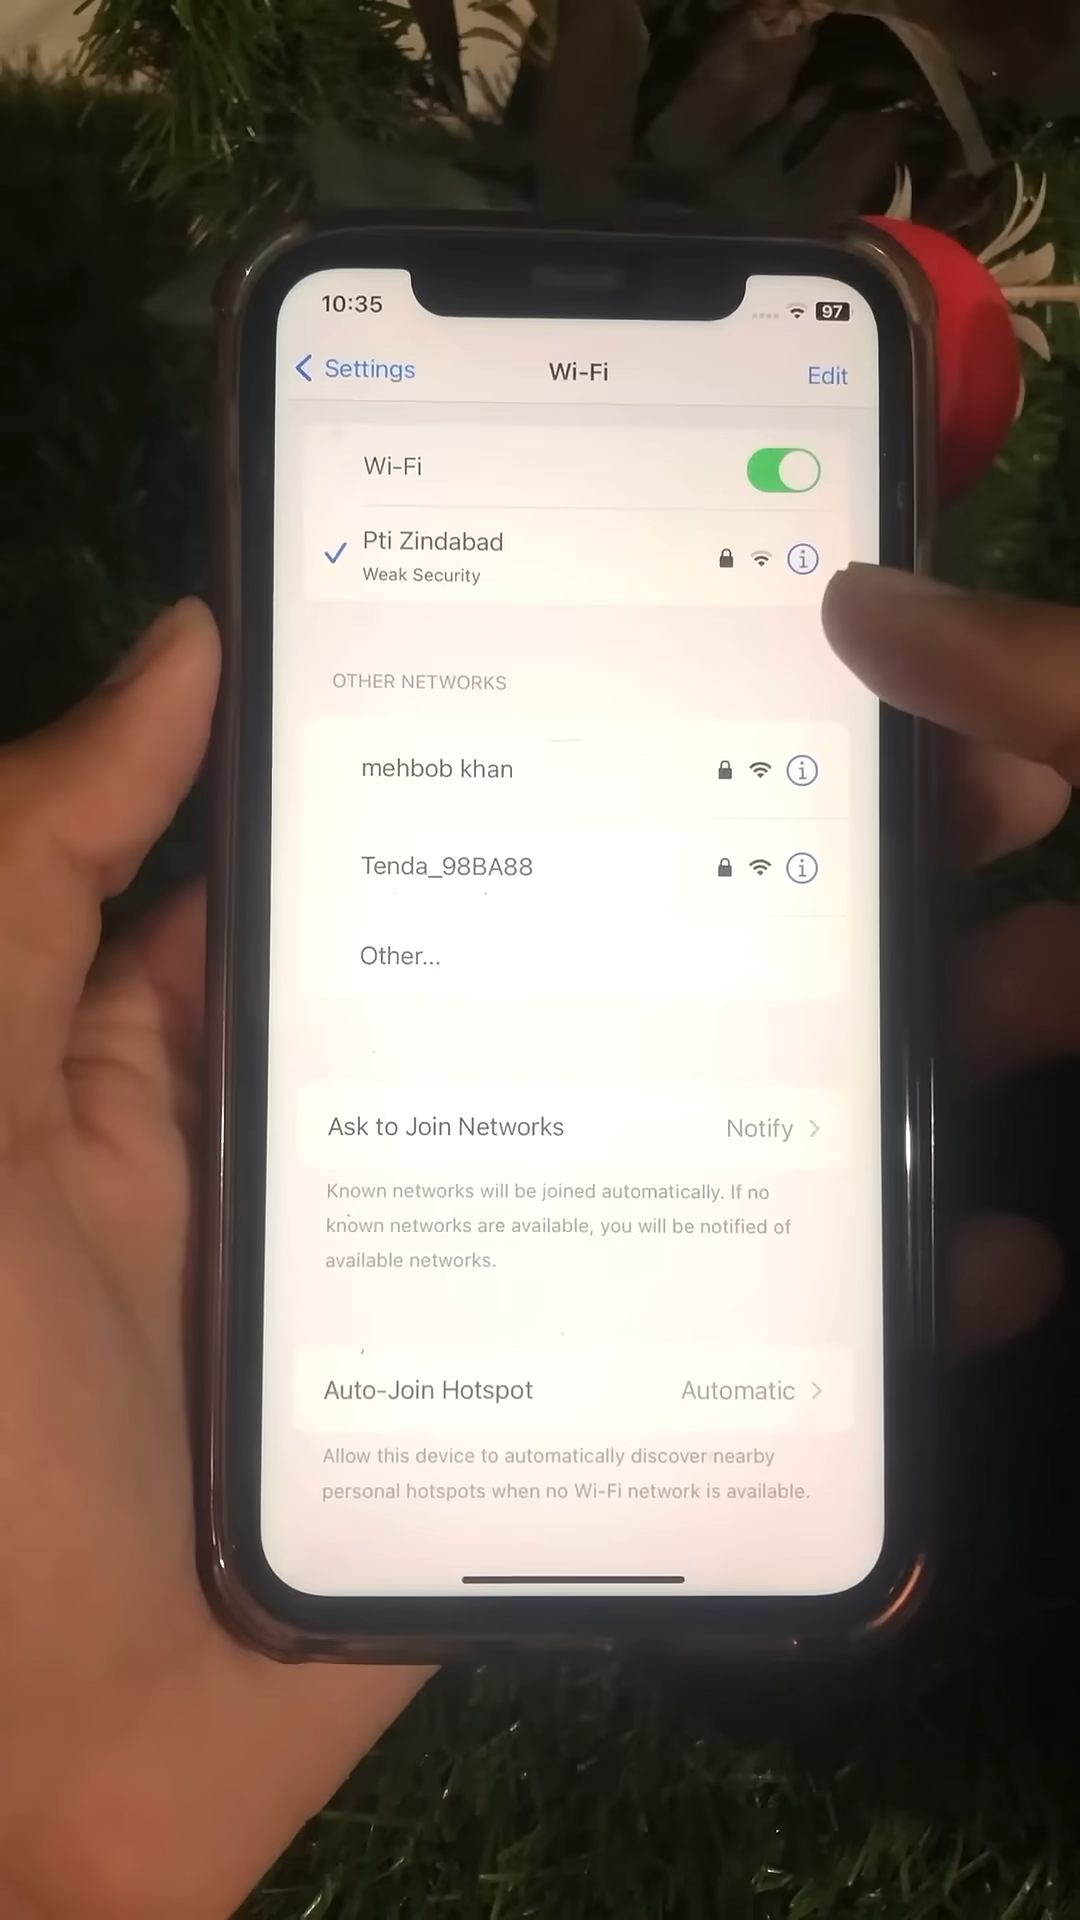 10:35
97
Settings
Wi-Fi
Edit
Wi-Fi
Pti Zindabad
Weak Security
OTHER NETWORKS
mehbob khan
Tenda_98BA88
Other...
Ask to Join Networks
Notify
Known networks will be joined automatically. If no
known networks are available, you will be notified of
available networks.
Auto-Join Hotspot
Automatic
Allow this device to automatically discover nearby
personal hotspots when no Wi-Fi network is available.